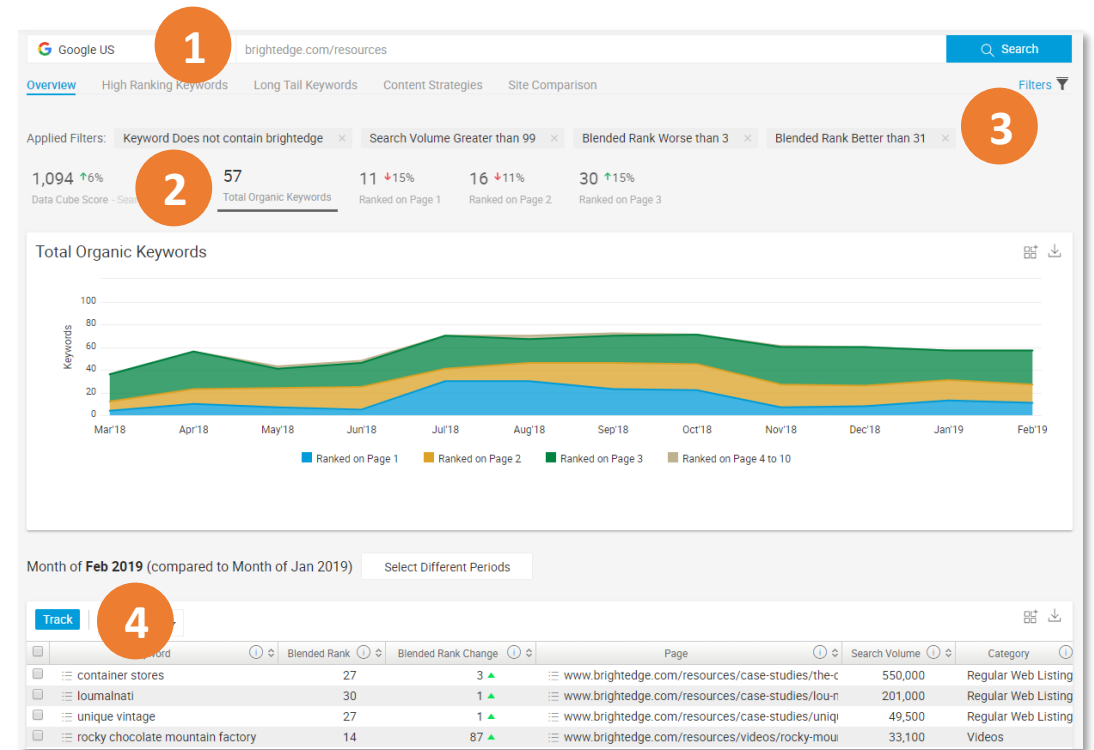 Google US 1 brightedge.com/resources Search
Overview High Ranking Keywords Long Tail Keywords Content Strategies Site Comparison Filters
3
Applied Filters: Keyword Does not contain brightedge × Search Volume Greater than 99 × Blended Rank Worse than 3 × Blended Rank Better than 31 ×
1,094 6% 2 57 11 15% 16 11% 30 15%
Data Cube Score - Total Organic Keywords Ranked on Page 1 Ranked on Page 2 Ranked on Page 3
Total Organic Keywords
Keywords
100
80
60
40
20
0
Mar'18 Apr'18 May'18 Jun'18 Jul'18 Aug'18 Sep'18 Oct'18 Nov'18 Dec'18 Jan'19 Feb'19
Ranked on Page 1 Ranked on Page 2 Ranked on Page 3 Ranked on Page 4 to 10
Month of Feb 2019 (compared to Month of Jan 2019) Select Different Periods
Track 4
Blended Rank Blended Rank Change Page Search Volume Category
container stores 27 3 www.brightedge.com/resources/case-studies/the-c 550,000 Regular Web Listing
loumalnati 30 1 www.brightedge.com/resources/case-studies/lou-n 201,000 Regular Web Listing
unique vintage 27 1 www.brightedge.com/resources/case-studies/uniq 49,500 Regular Web Listing
rocky chocolate mountain factory 14 87 www.brightedge.com/resources/videos/rocky-mou 33,100 Videos